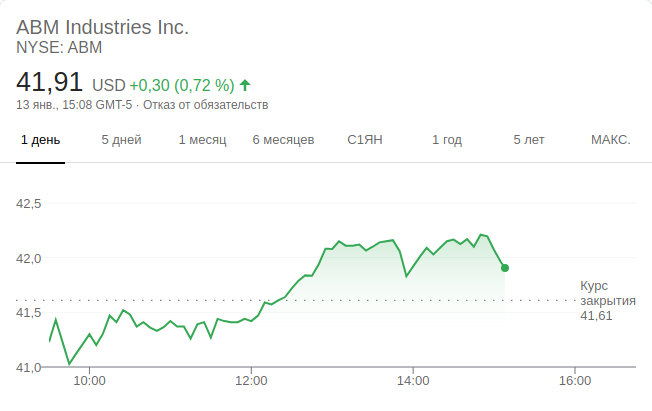 ABM Industries Inc.
NYSE: ABM
41,91 USD +0,30 (0,72 %)
13 янв., 15:08 GMT-5 · Отказ от обязательств
1 день 5 дней 1 месяц 6 месяцев С1ЯН 1 год 5 лет МАКС.
42,5
42,0
Курс
закрытия
41,61
41,5
41,0
10:00 12:00 14:00 16:00